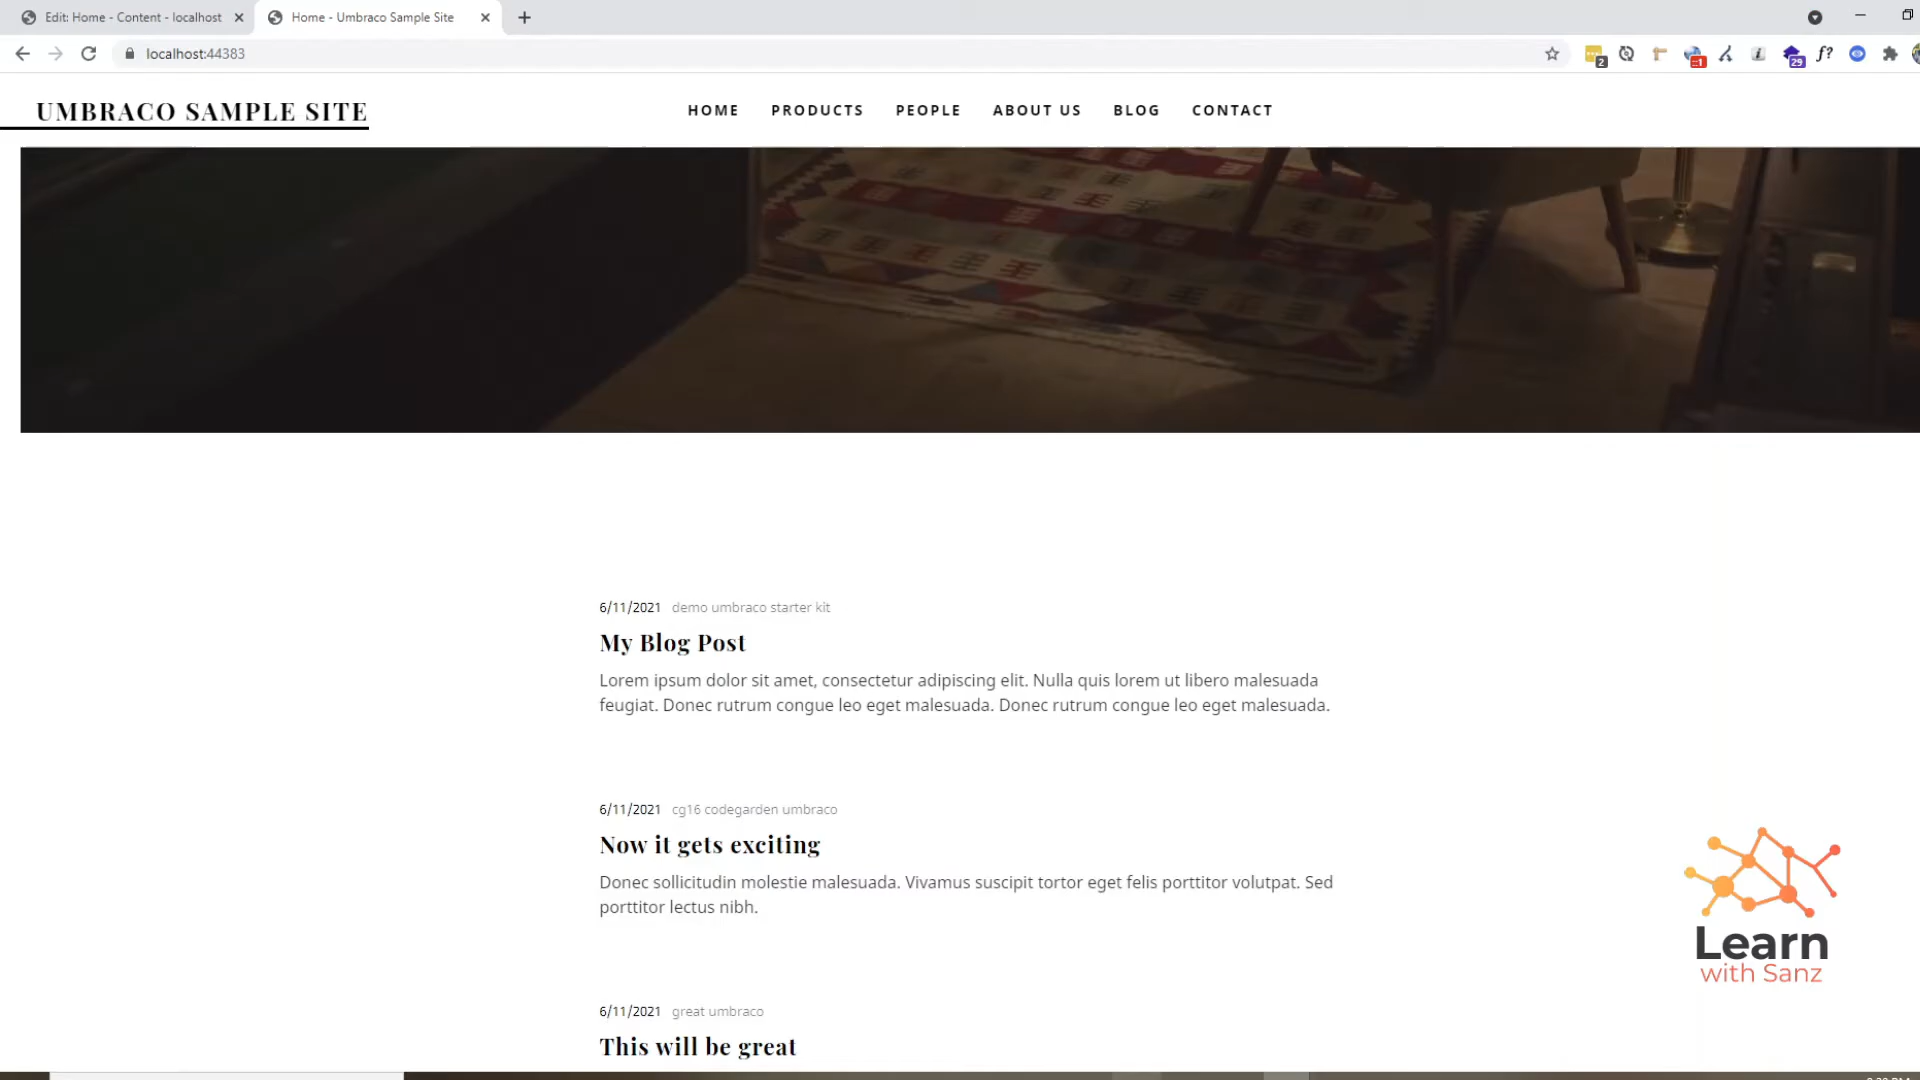 Edit: Home - Content - localhost
Home - Umbraco Sample Site
localhost:44383
2
::1
i
29
f?
UMBRACO SAMPLE SITE
HOME PRODUCTS PEOPLE ABOUT US BLOG CONTACT
6/11/2021 demo umbraco starter kit
My Blog Post
Lorem ipsum dolor sit amet, consectetur adipiscing elit. Nulla quis lorem ut libero malesuada
feugiat. Donec rutrum congue leo eget malesuada. Donec rutrum congue leo eget malesuada.
6/11/2021 cg16 codegarden umbraco
Now it gets exciting
Donec sollicitudin molestie malesuada. Vivamus suscipit tortor eget felis porttitor volutpat. Sed
porttitor lectus nibh.
Learn
with Sanz
6/11/2021 great umbraco
This will be great